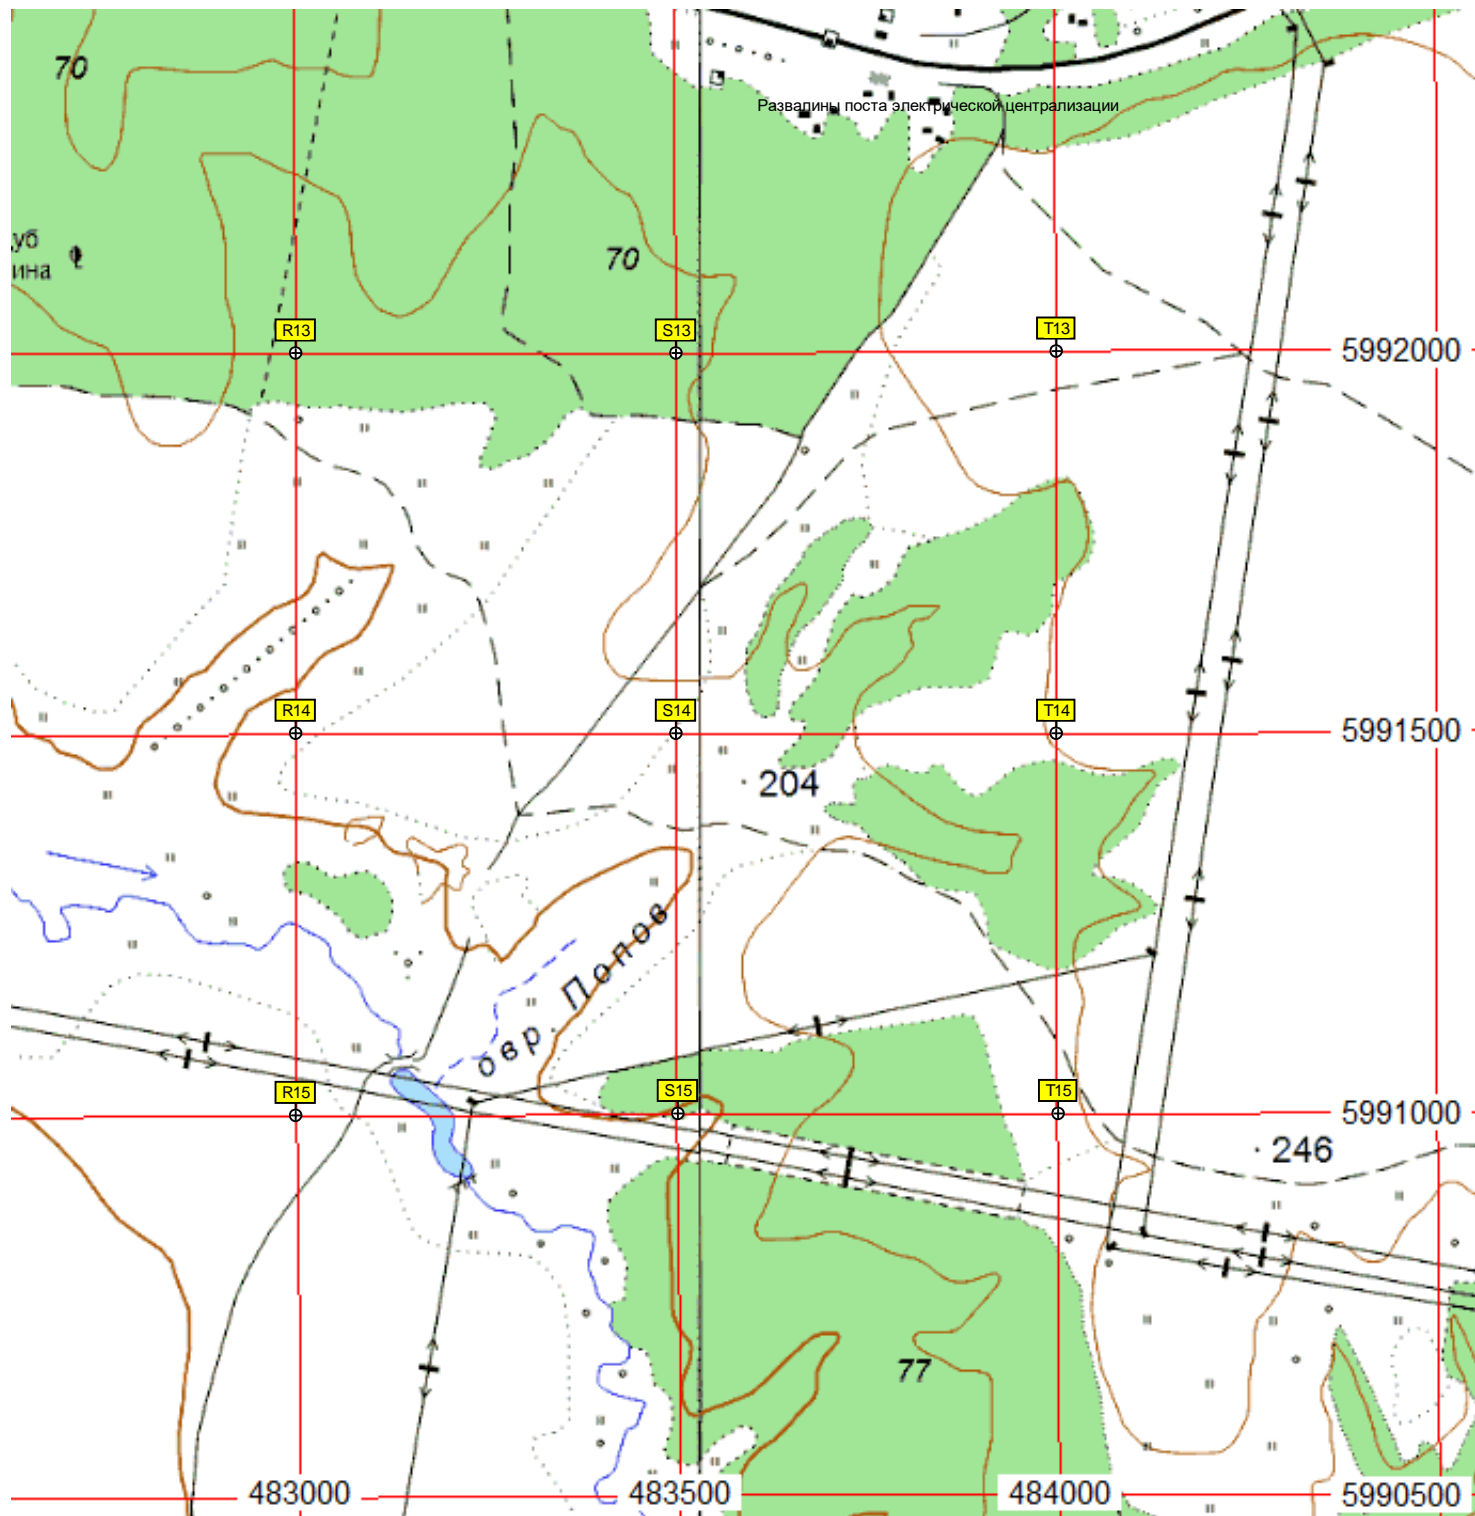 70
Развалины поста электрической централизации
уб
ина
70
R13
S13
T13
5992000
R14
S14
T14
5991500
204
овр. Попов
R15
S15
T15
5991000
246
77
483000
483500
484000
5990500